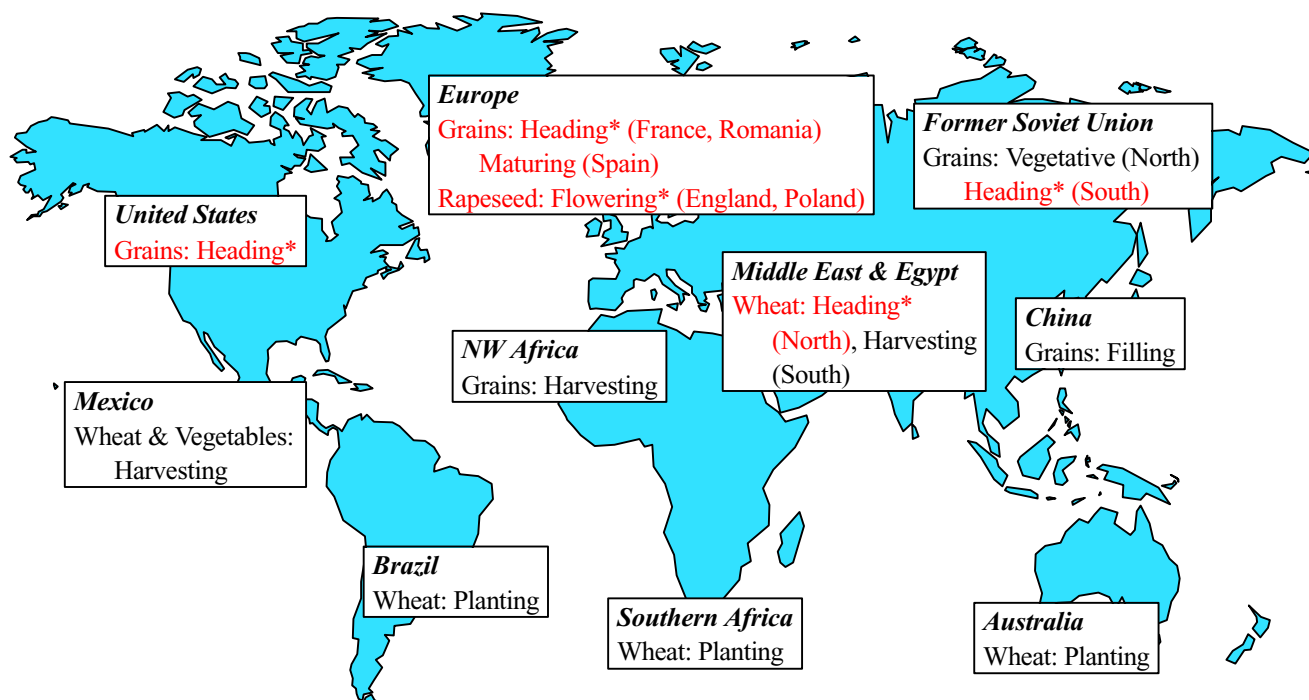 Europe
Grains: Heading* (France, Romania)
Maturing (Spain)
Rapeseed: Flowering* (England, Poland)
Former Soviet Union
Grains: Vegetative (North)
Heading* (South)
United States
Grains: Heading*
Middle East & Egypt
Wheat: Heading*
(North), Harvesting
(South)
China
Grains: Filling
NW Africa
Grains: Harvesting
Mexico
Wheat & Vegetables:
Harvesting
Brazil
Wheat: Planting
Southern Africa
Wheat: Planting
Australia
Wheat: Planting